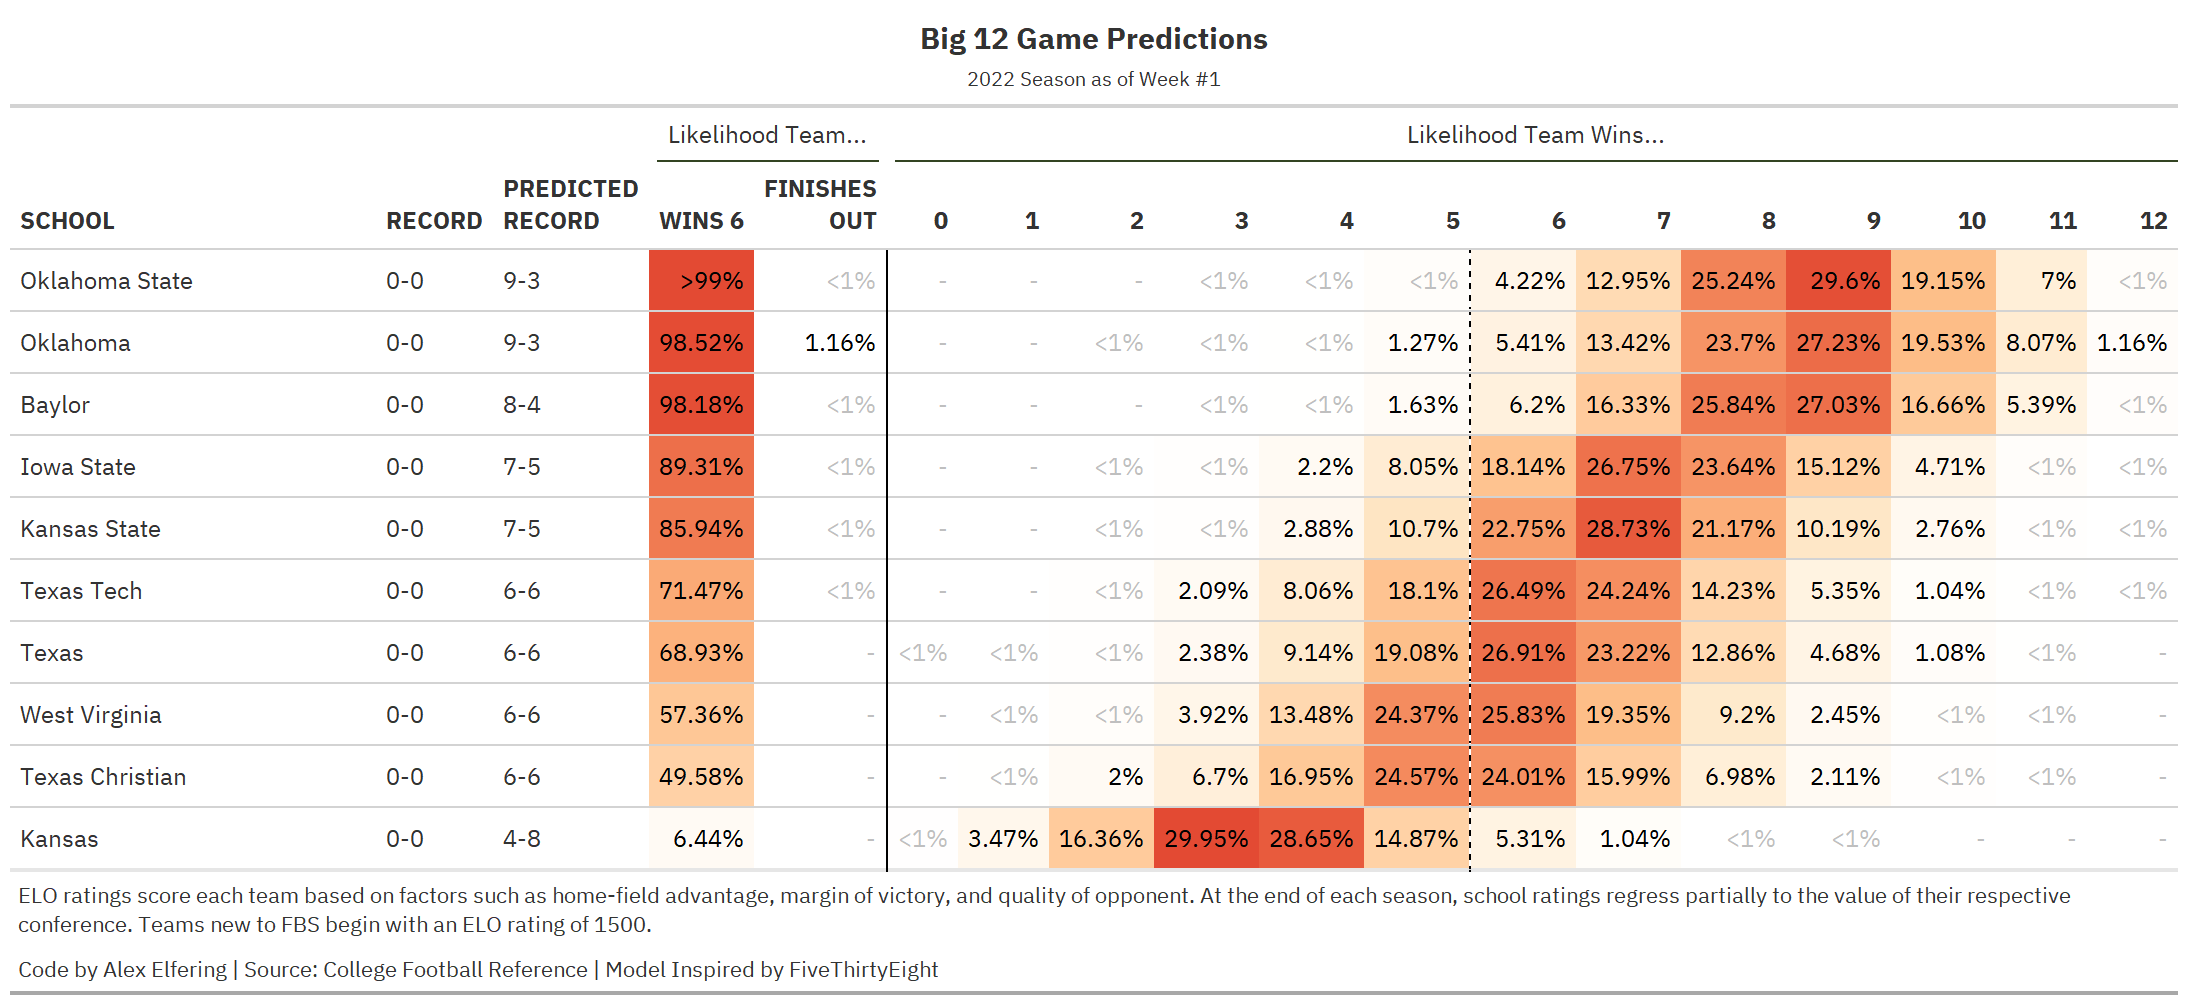 Big 12 Game Predictions
2022 Season as of Week #1
Likelihood Team... Likelihood Team Wins...
SCHOOL RECORD PREDICTED RECORD WINS 6 FINISHES OUT 0 1 2 3 4 5 6 7 8 9 10 11 12
Oklahoma State 0-0 9-3 >99% <1% - - - <1% <1% <1% 4.22% 12.95% 25.24% 29.6% 19.15% 7% <1%
Oklahoma 0-0 9-3 98.52% 1.16% - - <1% <1% <1% 1.27% 5.41% 13.42% 23.7% 27.23% 19.53% 8.07% 1.16%
Baylor 0-0 8-4 98.18% <1% - - - <1% <1% 1.63% 6.2% 16.33% 25.84% 27.03% 16.66% 5.39% <1%
Iowa State 0-0 7-5 89.31% <1% - - <1% <1% 2.2% 8.05% 18.14% 26.75% 23.64% 15.12% 4.71% <1% <1%
Kansas State 0-0 7-5 85.94% <1% - - <1% <1% 2.88% 10.7% 22.75% 28.73% 21.17% 10.19% 2.76% <1% <1%
Texas Tech 0-0 6-6 71.47% <1% - - <1% 2.09% 8.06% 18.1% 26.49% 24.24% 14.23% 5.35% 1.04% <1% <1%
Texas 0-0 6-6 68.93% - <1% <1% <1% 2.38% 9.14% 19.08% 26.91% 23.22% 12.86% 4.68% 1.08% <1% -
West Virginia 0-0 6-6 57.36% - - <1% <1% 3.92% 13.48% 24.37% 25.83% 19.35% 9.2% 2.45% <1% <1% -
Texas Christian 0-0 6-6 49.58% - - <1% 2% 6.7% 16.95% 24.57% 24.01% 15.99% 6.98% 2.11% <1% <1% -
Kansas 0-0 4-8 6.44% - <1% 3.47% 16.36% 29.95% 28.65% 14.87% 5.31% 1.04% <1% <1% - - -
ELO ratings score each team based on factors such as home-field advantage, margin of victory, and quality of opponent. At the end of each season, school ratings regress partially to the value of their respective
conference. Teams new to FBS begin with an ELO rating of 1500.
Code by Alex Elfering | Source: College Football Reference | Model Inspired by FiveThirtyEight